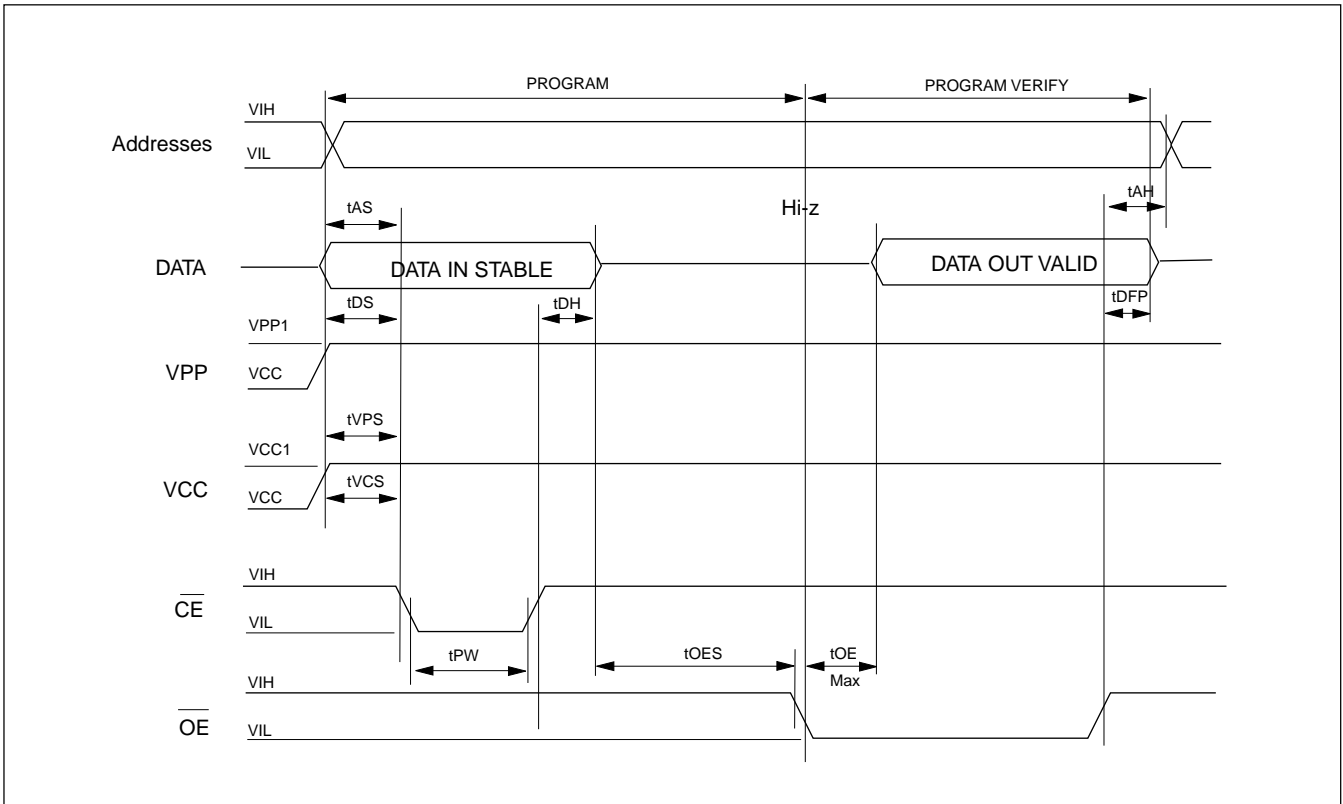 PROGRAM
PROGRAM VERIFY
VIH
Addresses
VIL
tAS
Hi-z
tAH
DATA
DATA IN STABLE
DATA OUT VALID
tDS
tDH
tDFP
VPP1
VPP
VCC
tVPS
VCC1
VCC
VCC
tVCS
VIH
CE
VIL
tPW
tOES
tOE
Max
VIH
OE
VIL